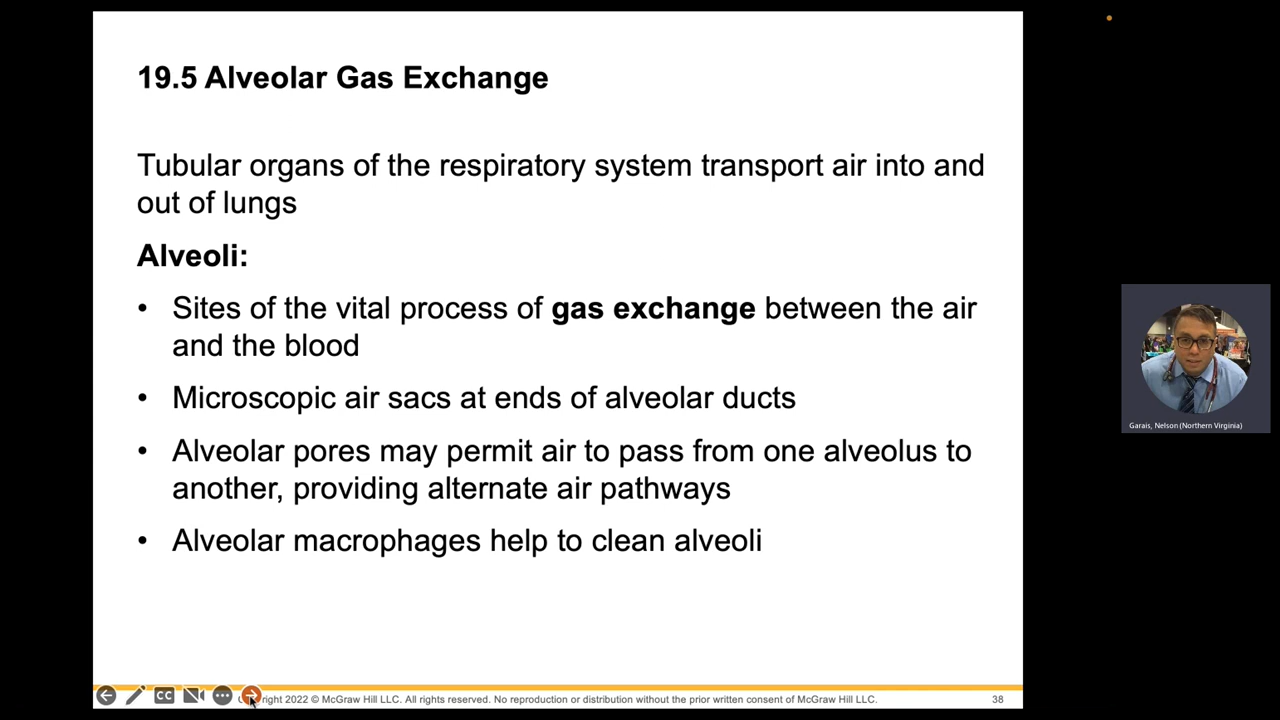 19.5 Alveolar Gas Exchange
Tubular organs of the respiratory system transport air into and
out of lungs
Alveoli:
• Sites of the vital process of gas exchange between the air
and the blood
• Microscopic air sacs at ends of alveolar ducts
• Alveolar pores may permit air to pass from one alveolus to
another, providing alternate air pathways
• Alveolar macrophages help to clean alveoli
Garais, Nelson (Northern Virginia)
CC
2022 © McGraw Hill LLC. All rights reserved. No reproduction or distribution without the prior written consent of McGraw Hill LLC.
38